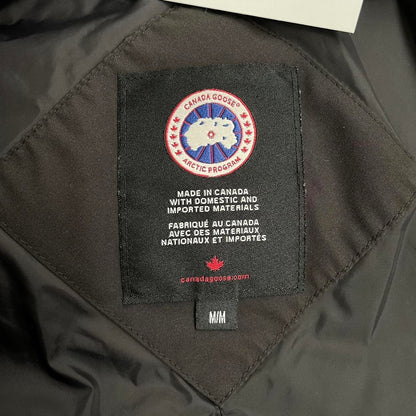 CANADA GOOSE
ARCTIC PROGRAM
MADE IN CANADA
WITH DOMESTIC AND
IMPORTED MATERIALS
FABRIQUÉ AU CANADA
AVEC DES MATERIAUX
NATIONAUX ET IMPORTÉS
canadagoose.com
M/M